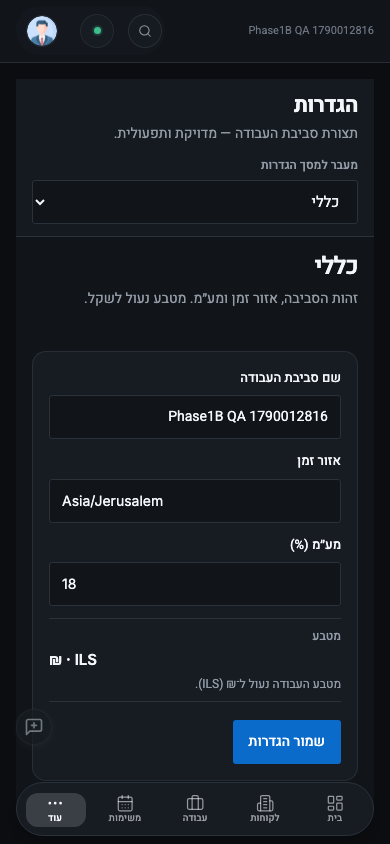 Phase1B QA 1790012816
הגדרות
תצורת סביבת העבודה — מדויקת ותפעולית.
מעבר למסך הגדרות
כללי
כללי
זהות הסביבה, אזור זמן ומע״מ. מטבע נעול לשקל.
שם סביבת העבודה
Phase1B QA 1790012816
אזור זמן
Asia/Jerusalem
מע״מ (%)
18
מטבע
₪ · ILS
מטבע העבודה נעול ל־₪ (ILS).
שמור הגדרות
בית
לקוחות
עבודה
משימות
עוד